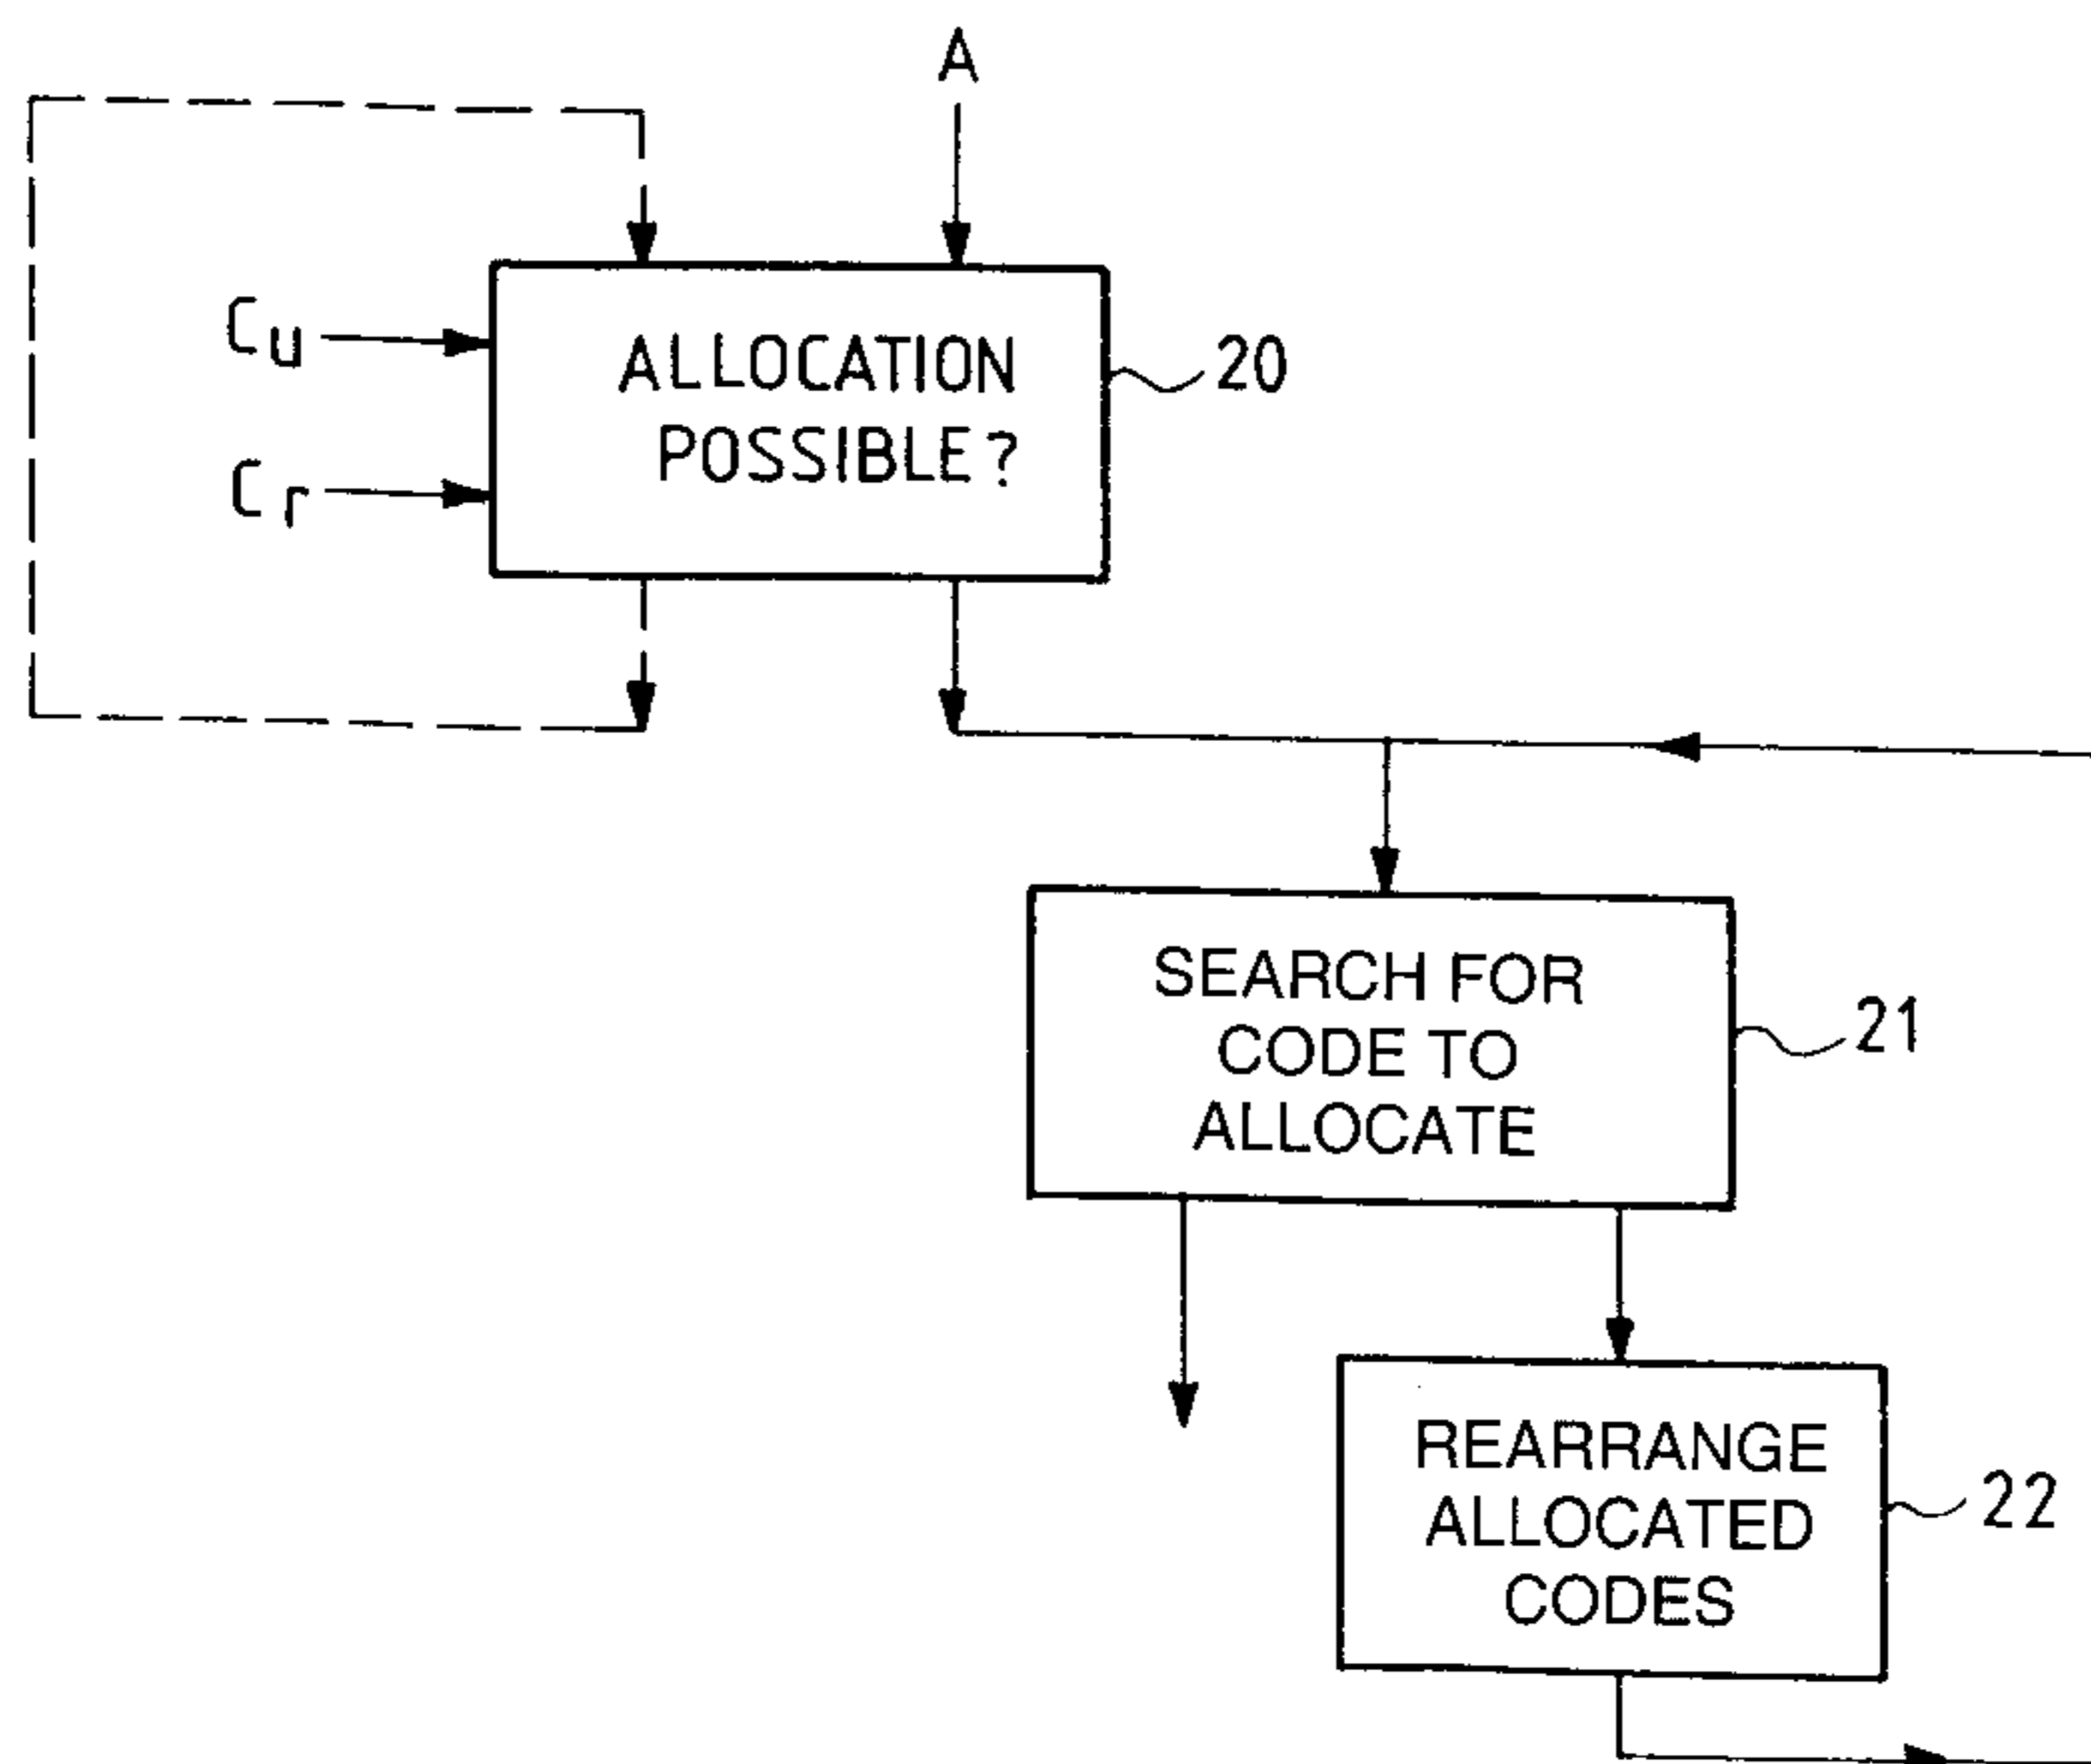 A
Cu
ALLOCATION
POSSIBLE?
20
Cr
SEARCH FOR
CODE TO
ALLOCATE
21
REARRANGE
ALLOCATED
CODES
22